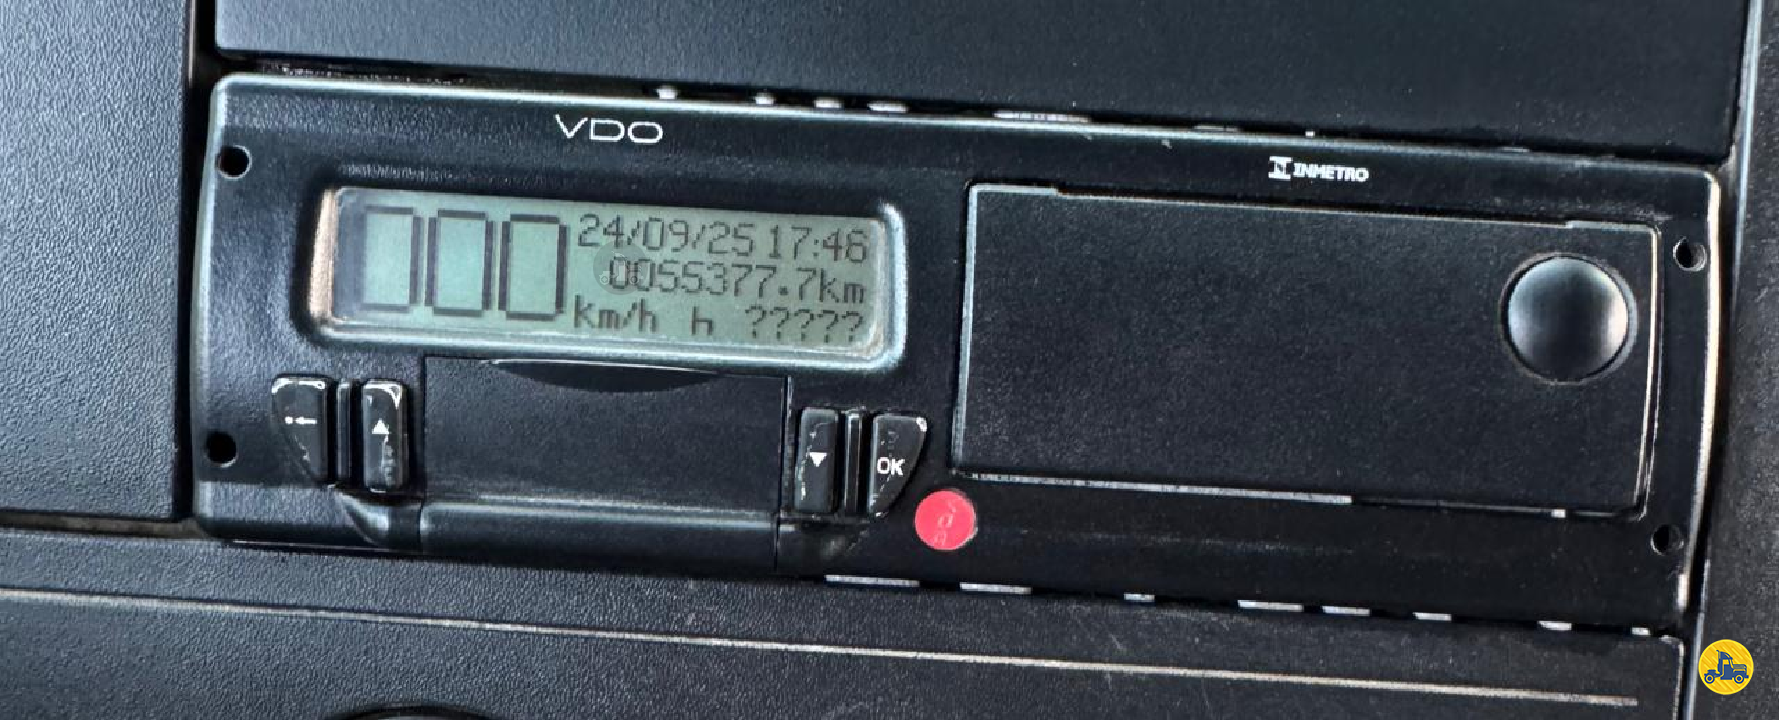 VDO
INMETRO
000
24/09/25 17:46
0055377.7km
km/h h ?????
OK